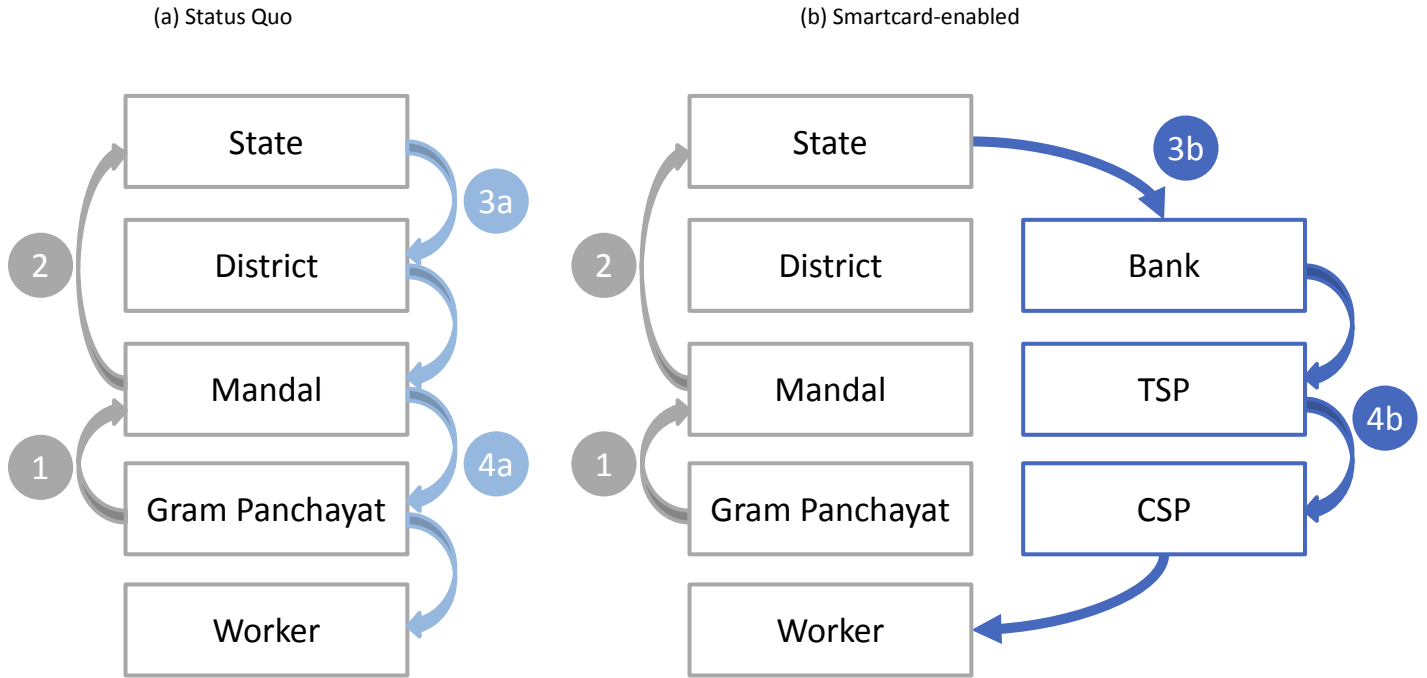 (a) Status Quo
State
3a
District
2
Mandal
1
4a
Gram Panchayat
Worker
(b) Smartcard-enabled
State
3b
District
Bank
2
Mandal
TSP
4b
1
Gram Panchayat
CSP
Worker